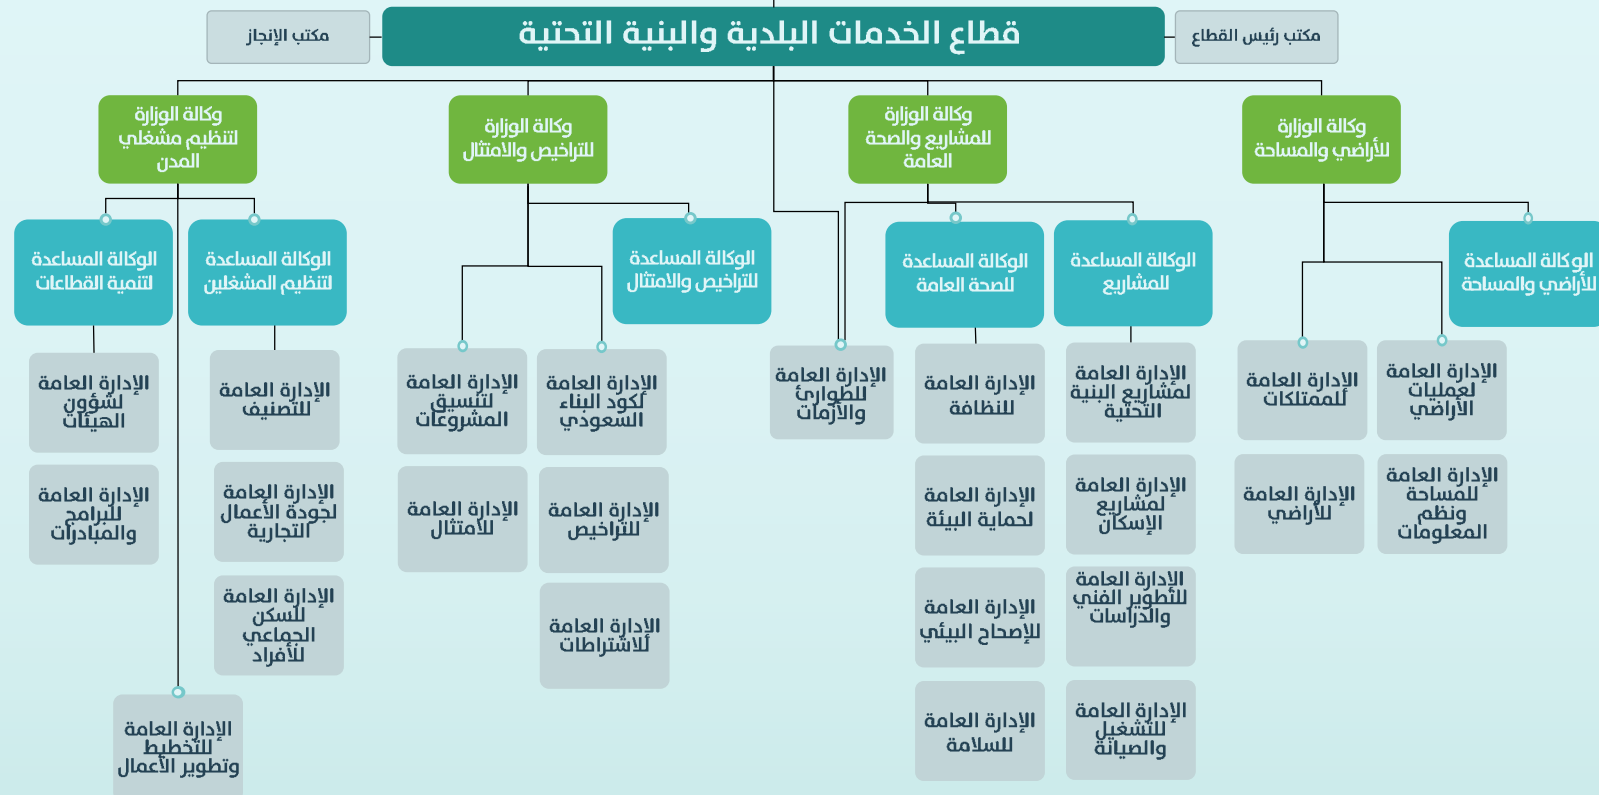 قطاع الخدمات البلدية والبنية التحتية
مكتب رئيس القطاع
مكتب الإنجاز
وكالة الوزارة
للأراضي والمساحة
وكالة الوزارة
للمشاريع والصحة
العامة
وكالة الوزارة
للتراخيص والامتثال
وكالة الوزارة
لتنظيم مشغلي
المدن
الوكالة المساعدة
للأراضي والمساحة
الوكالة المساعدة
للمشاريع
الوكالة المساعدة
للصحة العامة
الوكالة المساعدة
للتراخيص والامتثال
الوكالة المساعدة
لتنظيم المشغلين
الوكالة المساعدة
لتنمية القطاعات
الإدارة العامة
لعمليات
الأراضي
الإدارة العامة
للممتلكات
الإدارة العامة
لمشاريع البنية
التحتية
الإدارة العامة
للنظافة
الإدارة العامة
للطوارئ
والأزمات
الإدارة العامة
لكود البناء
السعودي
الإدارة العامة
لتنسيق
المشروعات
الإدارة العامة
للتصنيف
الإدارة العامة
لشؤون
الهيئات
الإدارة العامة
للمساحة
ونظم
المعلومات
الإدارة العامة
للأراضي
الإدارة العامة
لمشاريع
الإسكان
الإدارة العامة
لحماية البيئة
الإدارة العامة
للتراخيص
الإدارة العامة
للامتثال
الإدارة العامة
لجودة الأعمال
التجارية
الإدارة العامة
للبرامج
والمبادرات
الإدارة العامة
للتطوير الفني
والدراسات
الإدارة العامة
للإصحاح البيئي
الإدارة العامة
للاشتراطات
الإدارة العامة
للسكن
الجماعي
للأفراد
الإدارة العامة
للتشغيل
والصيانة
الإدارة العامة
للسلامة
الإدارة العامة
للتخطيط
وتطوير الأعمال